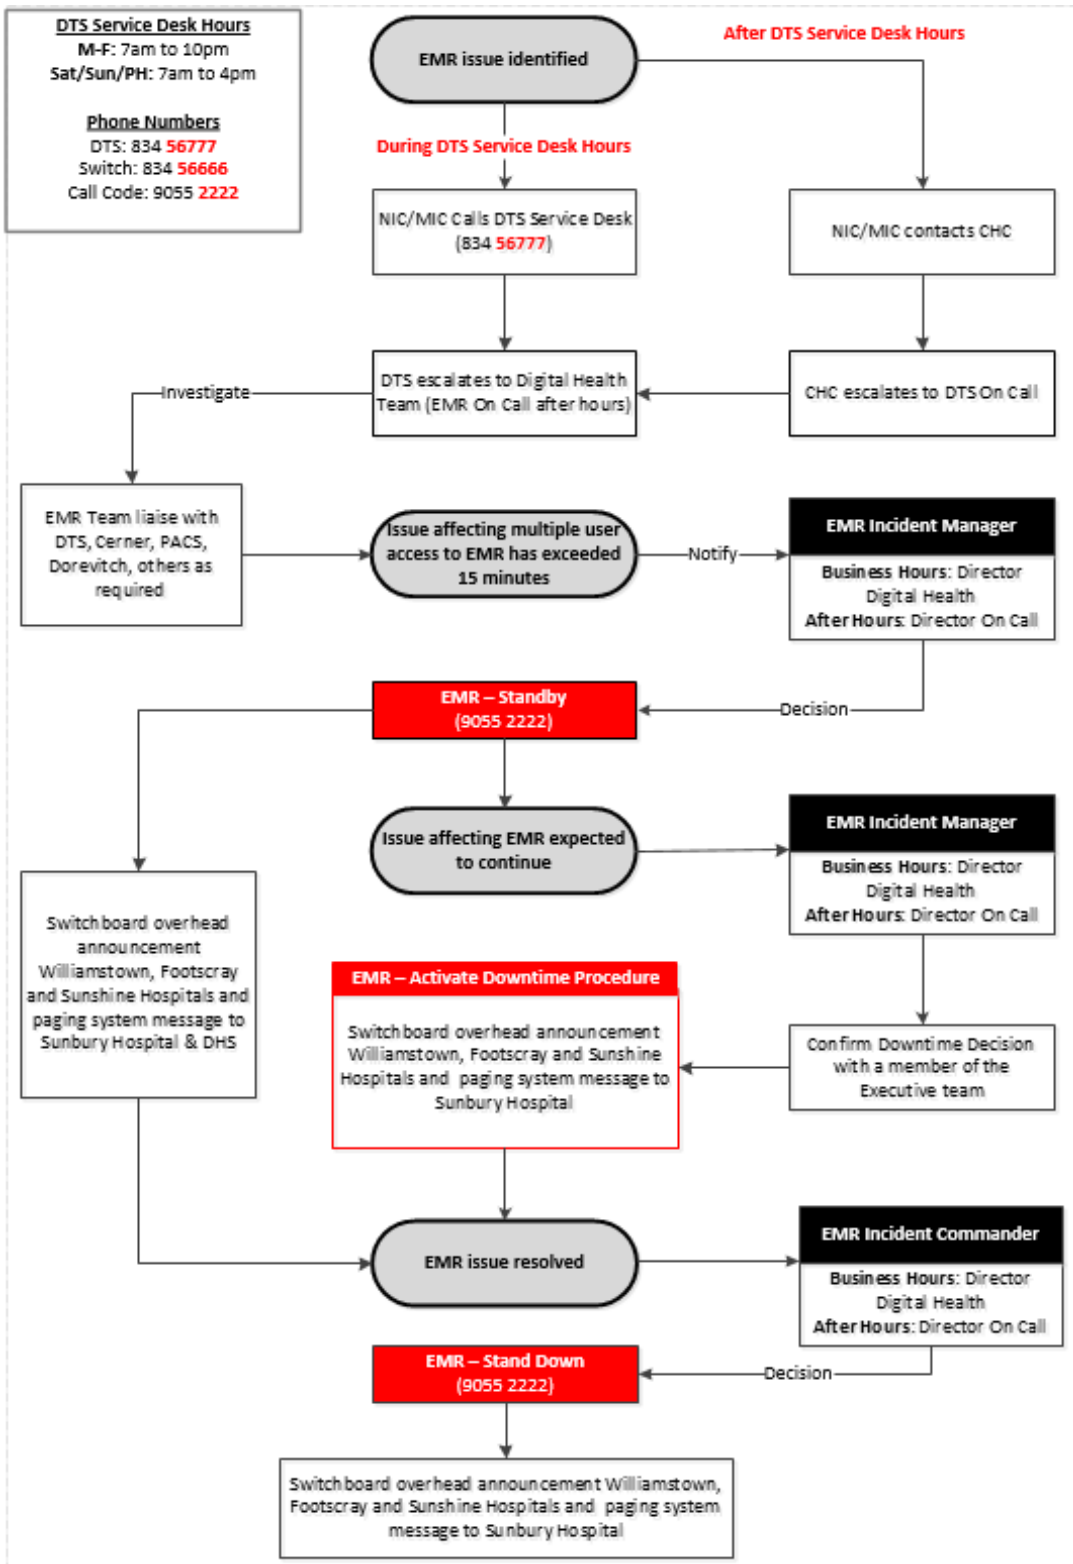 DTS Service Desk Hours
M-F: 7am to 10pm
Sat/Sun/PH: 7am to 4pm
Phone Numbers
DTS: 834 56777
Switch: 834 56666
Call Code: 9055 2222
EMR issue identified
After DTS Service Desk Hours
During DTS Service Desk Hours
NIC/MIC Calls DTS Service Desk
(834 56777)
NIC/MIC contacts CHC
Investigate
DTS escalates to Digital Health
Team (EMR On Call after hours)
CHC escalates to DTS On Call
EMR Team liaise with
DTS, Cerner, PACS,
Dorevitch, others as
required
Issue affecting multiple user
access to EMR has exceeded
15 minutes
Notify
EMR Incident Manager
Business Hours: Director
Digital Health
After Hours: Director On Call
EMR – Standby
(9055 2222)
Decision
Issue affecting EMR expected
to continue
EMR Incident Manager
Business Hours: Director
Digital Health
After Hours: Director On Call
Switchboard overhead
announcement
Williamstown, Footscray
and Sunshine Hospitals and
paging system message to
Sunbury Hospital & DHS
EMR – Activate Downtime Procedure
Switchboard overhead announcement
Williamstown, Footscray and Sunshine
Hospitals and paging system message to
Sunbury Hospital
Confirm Downtime Decision
with a member of the
Executive team
EMR issue resolved
EMR Incident Commander
Business Hours: Director
Digital Health
After Hours: Director On Call
EMR – Stand Down
(9055 2222)
Decision
Switchboard overhead announcement Williamstown,
Footscray and Sunshine Hospitals and paging system
message to Sunbury Hospital